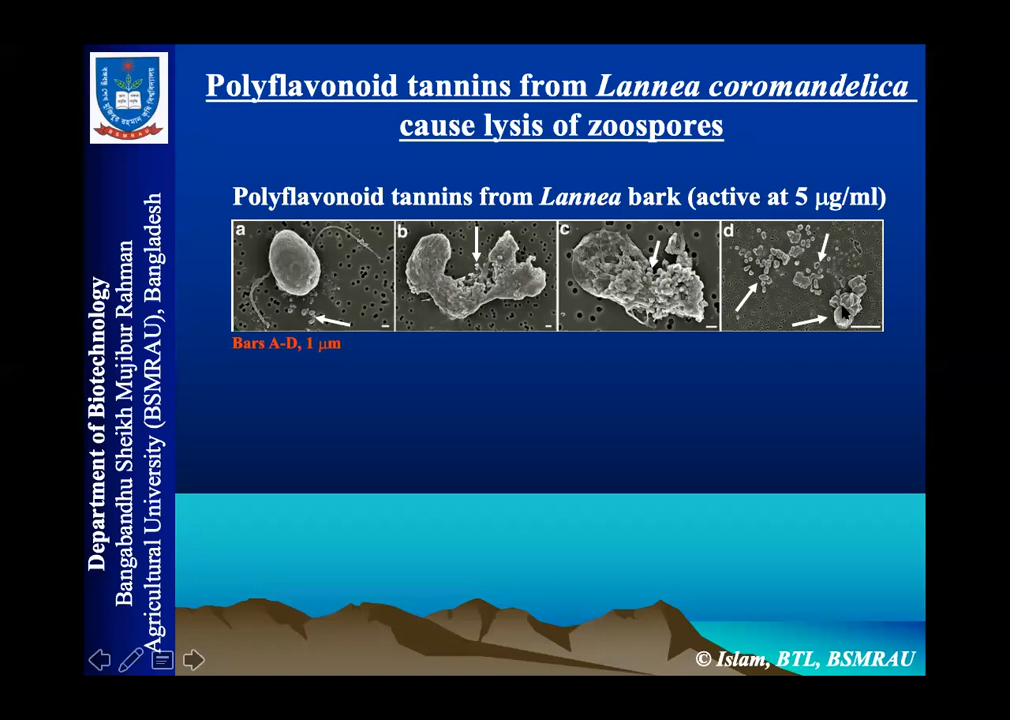 Polyflavonoid tannins from Lannea coromandelica
cause lysis of zoospores
Polyflavonoid tannins from Lannea bark (active at 5 μg/ml)
a
b
c
d
Bars A-D, 1 μm
Department of Biotechnology
Bangabandhu Sheikh Mujibur Rahman
Agricultural University (BSMRAU), Bangladesh
BSMRAU
© Islam, BTL, BSMRAU